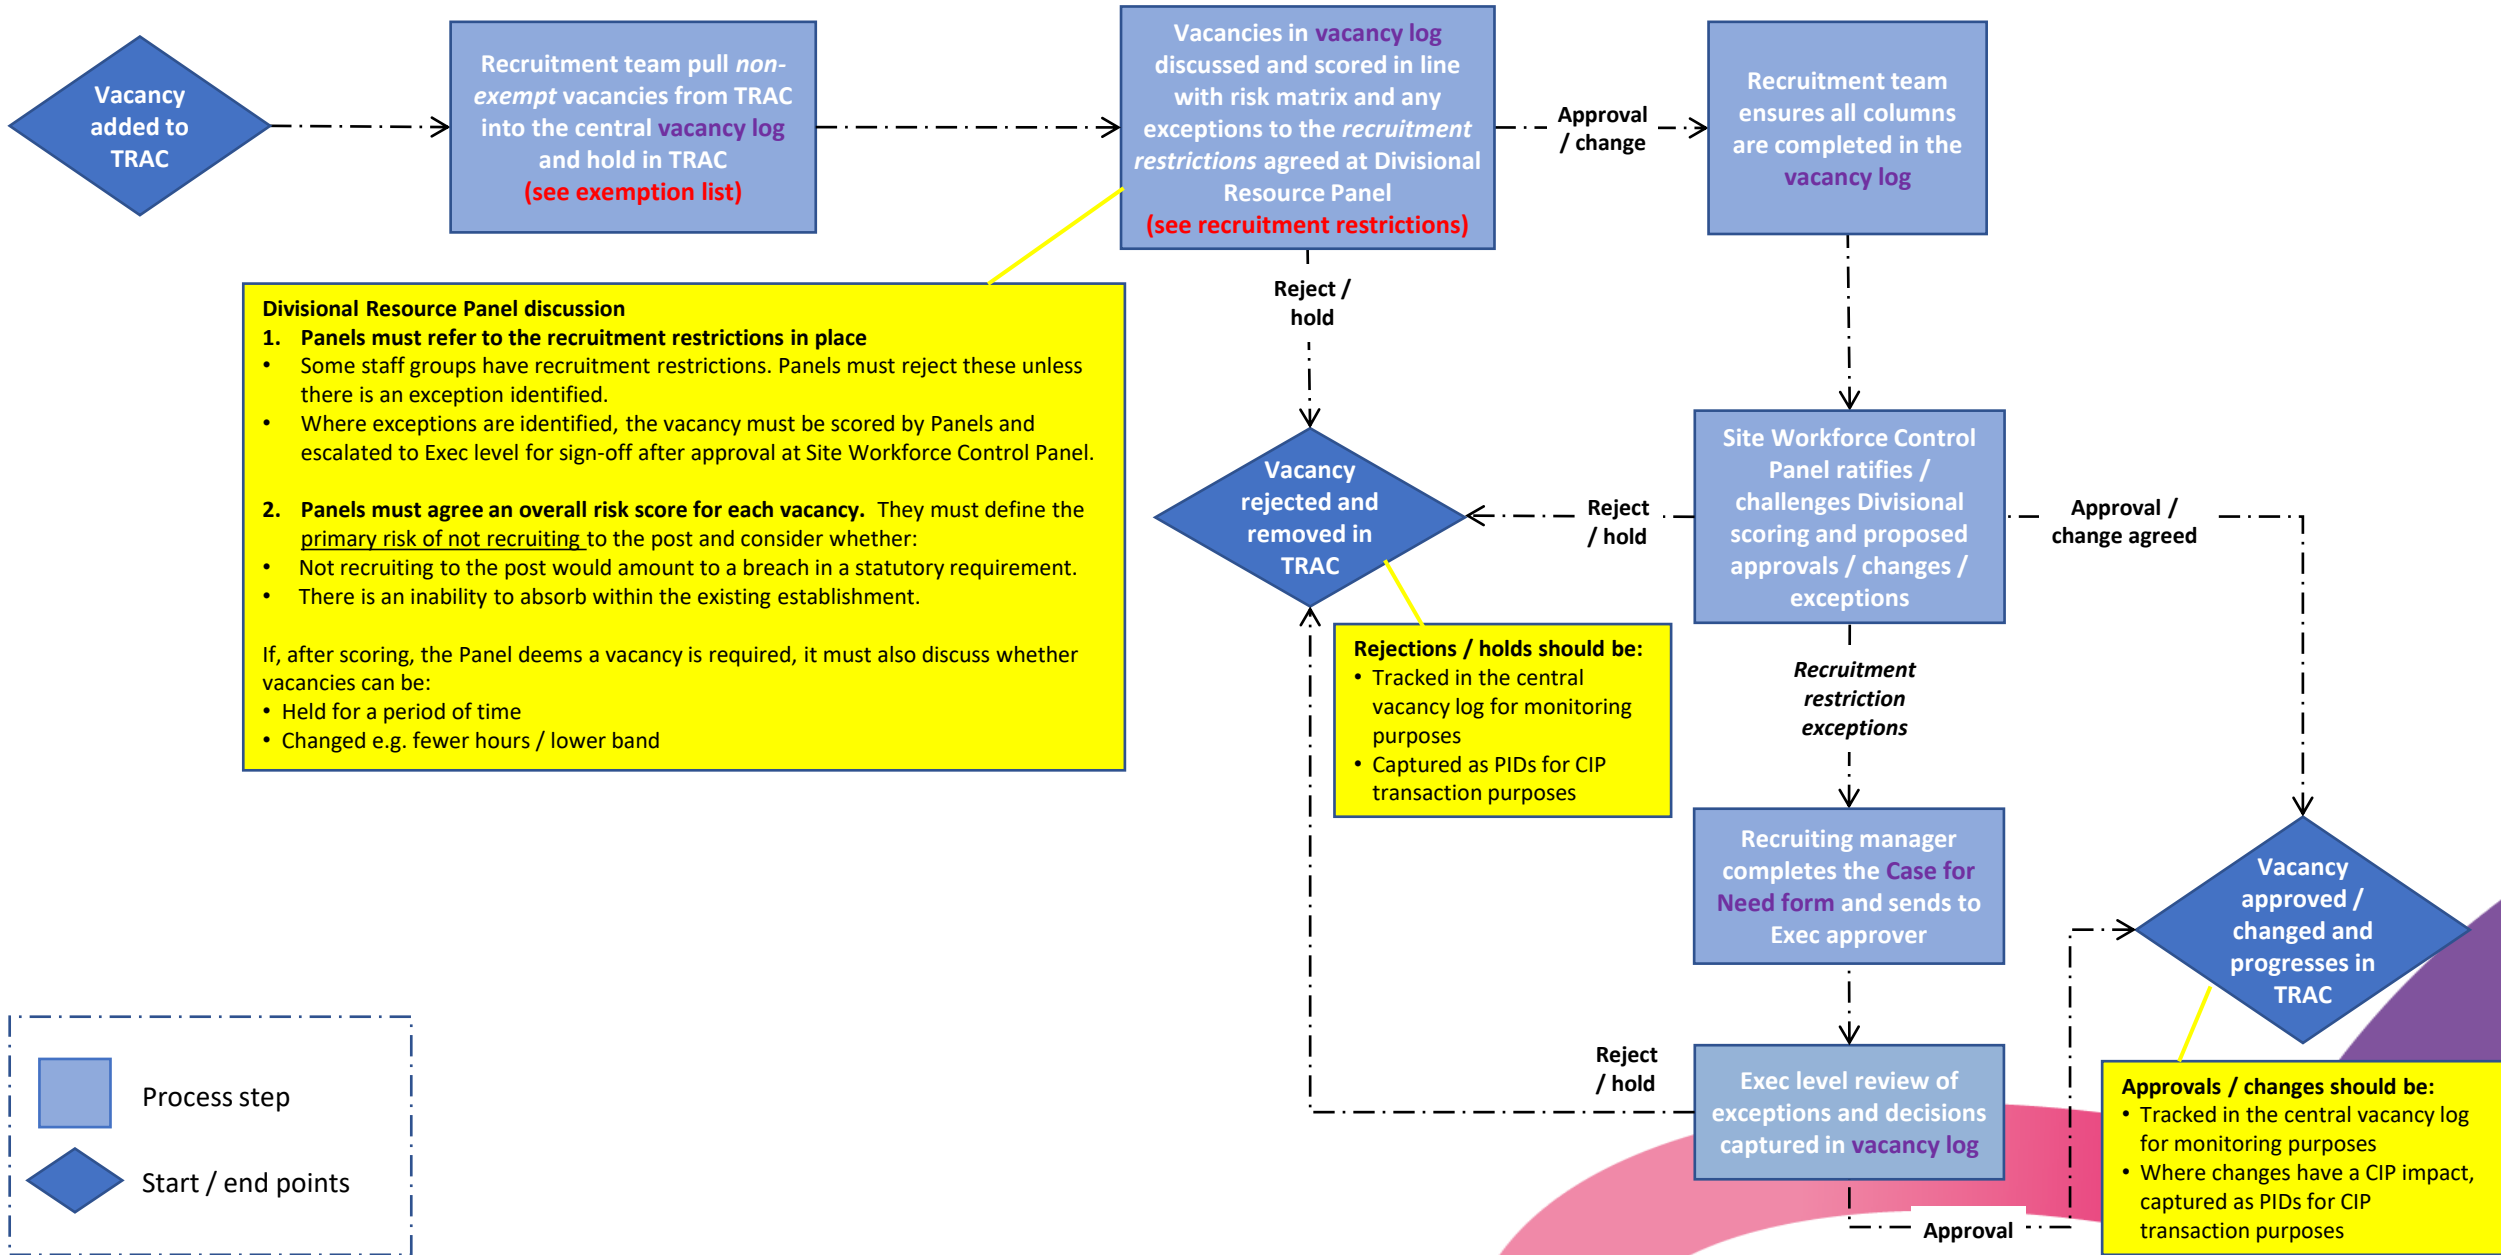 Vacancy
added to
TRAC
Recruitment team pull non-
exempt vacancies from TRAC
into the central vacancy log
and hold in TRAC
(see exemption list)
Vacancies in vacancy log
discussed and scored in line
with risk matrix and any
exceptions to the recruitment
restrictions agreed at Divisional
Resource Panel
(see recruitment restrictions)
Approval
/ change
Recruitment team
ensures all columns
are completed in the
vacancy log
Divisional Resource Panel discussion
1. Panels must refer to the recruitment restrictions in place
• Some staff groups have recruitment restrictions. Panels must reject these unless
there is an exception identified.
• Where exceptions are identified, the vacancy must be scored by Panels and
escalated to Exec level for sign-off after approval at Site Workforce Control Panel.
2. Panels must agree an overall risk score for each vacancy. They must define the
primary risk of not recruiting to the post and consider whether:
• Not recruiting to the post would amount to a breach in a statutory requirement.
• There is an inability to absorb within the existing establishment.
If, after scoring, the Panel deems a vacancy is required, it must also discuss whether
vacancies can be:
• Held for a period of time
• Changed e.g. fewer hours / lower band
Reject /
hold
Vacancy
rejected and
removed in
TRAC
Reject
/ hold
Site Workforce Control
Panel ratifies /
challenges Divisional
scoring and proposed
approvals / changes /
exceptions
Approval /
change agreed
Rejections / holds should be:
• Tracked in the central
vacancy log for monitoring
purposes
• Captured as PIDs for CIP
transaction purposes
Recruitment
restriction
exceptions
Recruiting manager
completes the Case for
Need form and sends to
Exec approver
Vacancy
approved /
changed and
progresses in
TRAC
Reject
/ hold
Exec level review of
exceptions and decisions
captured in vacancy log
Approval
Approvals / changes should be:
• Tracked in the central vacancy log
for monitoring purposes
• Where changes have a CIP impact,
captured as PIDs for CIP
transaction purposes
Process step
Start / end points